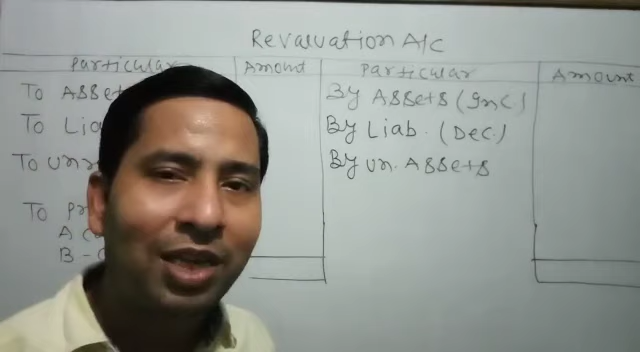 Revaluation A/C
Particular Amount Particular Amount
To Asset By Assets (Inc)
To Lia By Liab. (Dec.)
To unr By un. Assets
To Pr
A
B -